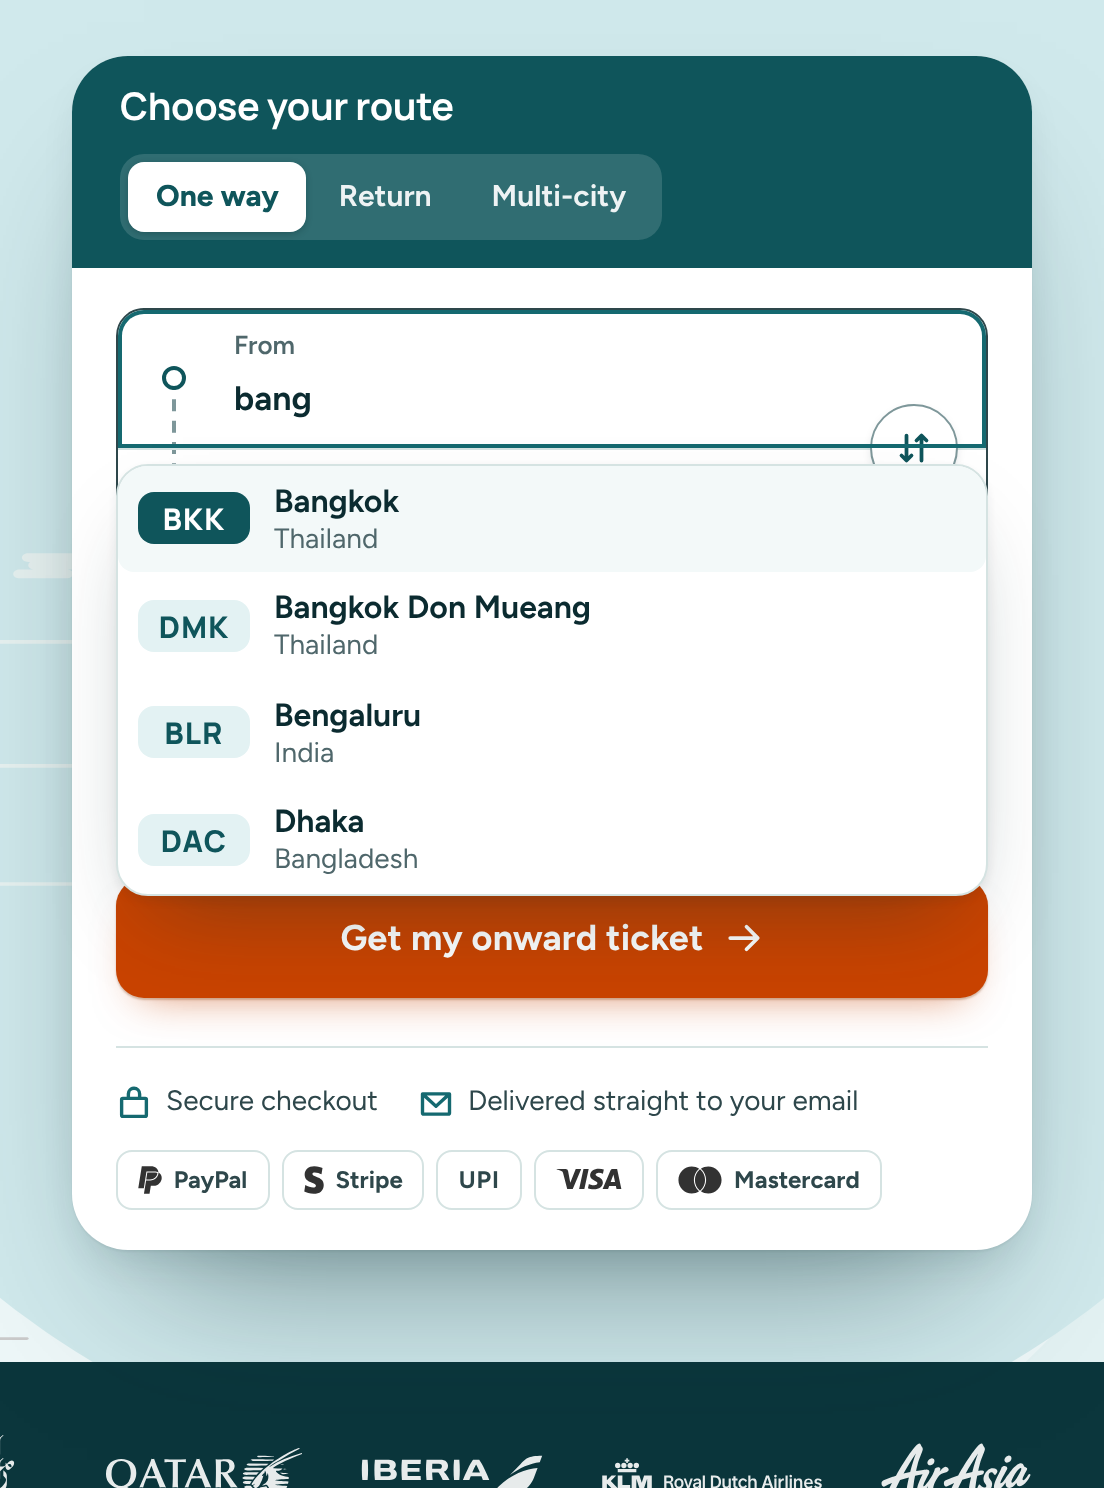 Choose your route
One way Return Multi-city
From
bang
BKK Bangkok
Thailand
DMK Bangkok Don Mueang
Thailand
BLR Bengaluru
India
DAC Dhaka
Bangladesh
Get my onward ticket
Secure checkout Delivered straight to your email
PayPal Stripe UPI VISA Mastercard
QATAR IBERIA KLM Royal Dutch Airlines AirAsia